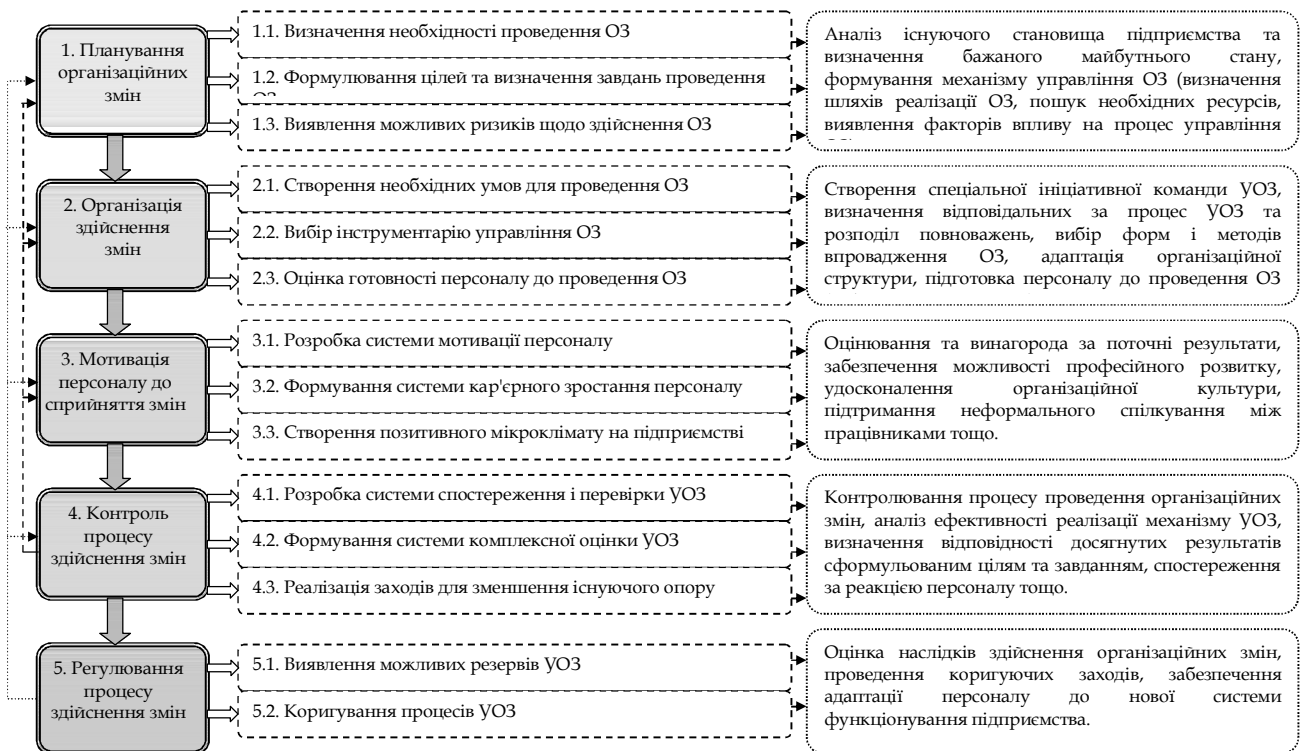 1. Планування
організаційних
змін
1.1. Визначення необхідності проведення ОЗ
1.2. Формулювання цілей та визначення завдань проведення
1.3. Виявлення можливих ризиків щодо здійснення ОЗ
Аналіз існуючого становища підприємства та
визначення бажаного майбутнього стану,
формування механізму управління ОЗ (визначення
шляхів реалізації ОЗ, пошук необхідних ресурсів,
виявлення факторів впливу на процес управління
2. Організація
здійснення
змін
2.1. Створення необхідних умов для проведення ОЗ
2.2. Вибір інструментарію управління ОЗ
2.3. Оцінка готовності персоналу до проведення ОЗ
Створення спеціальної ініціативної команди УОЗ,
визначення відповідальних за процес УОЗ та
розподіл повноважень, вибір форм і методів
впровадження ОЗ, адаптація організаційної
структури, підготовка персоналу до проведення ОЗ
3. Мотивація
персоналу до
сприйняття змін
3.1. Розробка системи мотивації персоналу
3.2. Формування системи кар'єрного зростання персоналу
3.3. Створення позитивного мікроклімату на підприємстві
Оцінювання та винагорода за поточні результати,
забезпечення можливості професійного розвитку,
удосконалення організаційної культури,
підтримання неформального спілкування між
працівниками тощо.
4. Контроль
процесу
здійснення змін
4.1. Розробка системи спостереження і перевірки УОЗ
4.2. Формування системи комплексної оцінки УОЗ
4.3. Реалізація заходів для зменшення існуючого опору
Контролювання процесу проведення організаційних
змін, аналіз ефективності реалізації механізму УОЗ,
визначення відповідності досягнутих результатів
сформульованим цілям та завданням, спостереження
за реакцією персоналу тощо.
5. Регулювання
процесу
здійснення змін
5.1. Виявлення можливих резервів УОЗ
5.2. Коригування процесів УОЗ
Оцінка наслідків здійснення організаційних змін,
проведення коригуючих заходів, забезпечення
адаптації персоналу до нової системи
функціонування підприємства.